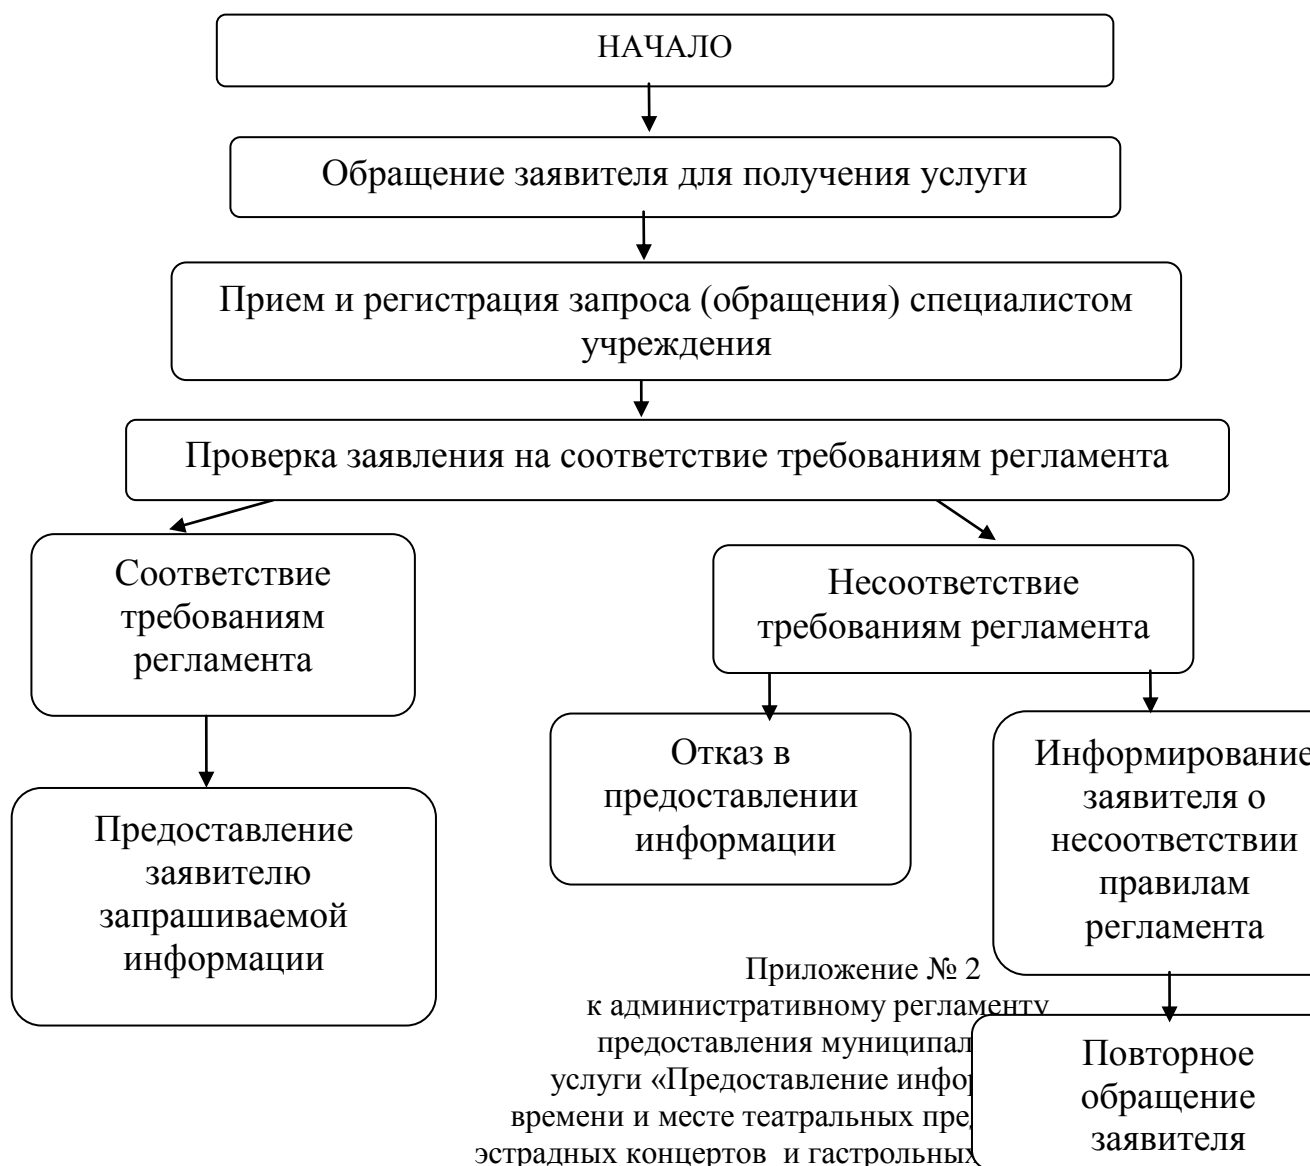 НАЧАЛО
Обращение заявителя для получения услуги
Прием и регистрация запроса (обращения) специалистом
учреждения
Проверка заявления на соответствие требованиям регламента
Соответствие
требованиям
регламента
Несоответствие
требованиям регламента
Предоставление
заявителю
запрашиваемой
информации
Отказ в
предоставлении
информации
Информирование
заявителя о
несоответствии
правилам
регламента
Приложение № 2
к административному регламенту
предоставления муниципал
услуги «Предоставление инфор
времени и месте театральных пред
эстрадных концертов и гастрольных
Повторное
обращение
заявителя